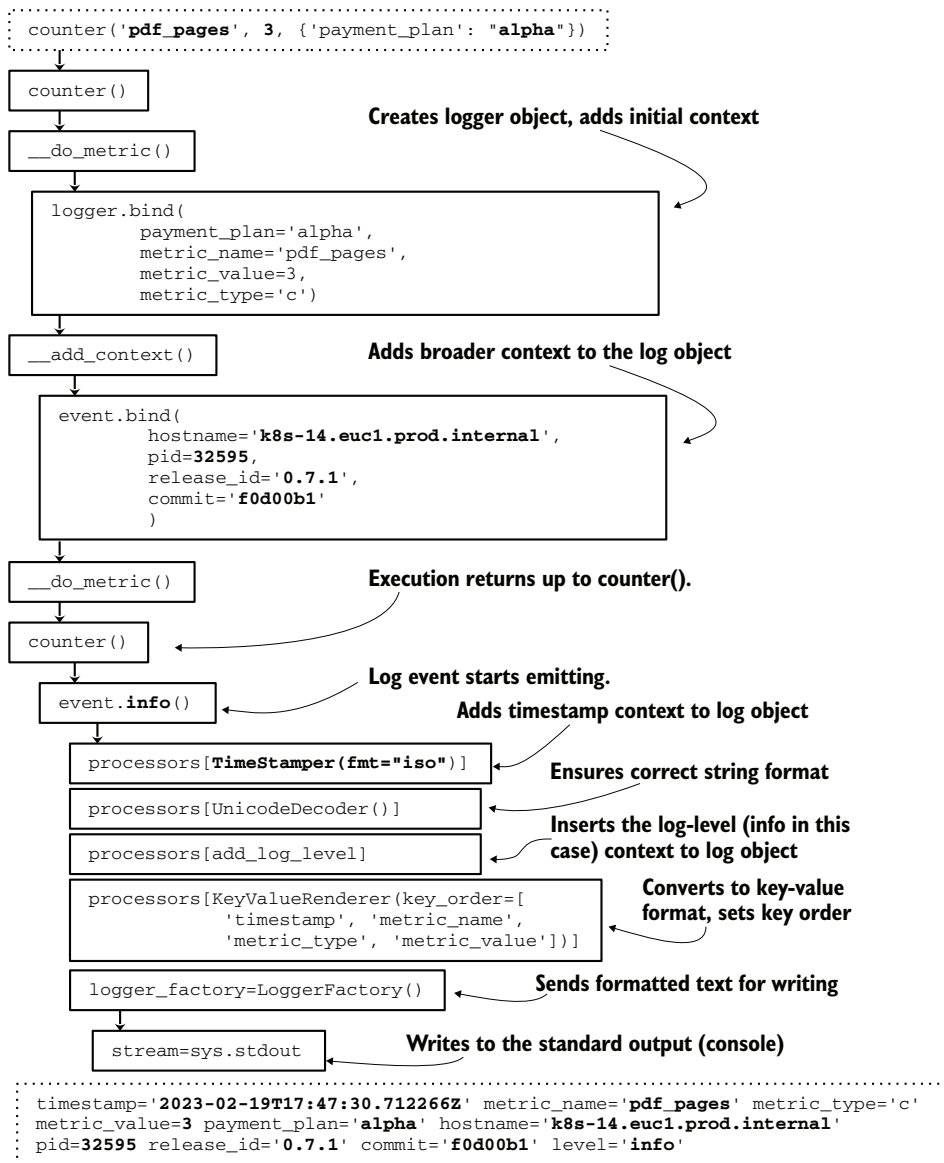 counter('pdf_pages', 3, {'payment_plan': "alpha"})
counter()
Creates logger object, adds initial context
__do_metric()
logger.bind(
payment_plan='alpha',
metric_name='pdf_pages',
metric_value=3,
metric_type='c')
__add_context()
Adds broader context to the log object
event.bind(
hostname='k8s-14.euc1.prod.internal',
pid=32595,
release_id='0.7.1',
commit='f0d00b1'
)
__do_metric()
Execution returns up to counter().
counter()
Log event starts emitting.
event.info()
Adds timestamp context to log object
processors[TimeStamper(fmt="iso")]
Ensures correct string format
processors[UnicodeDecoder()]
Inserts the log-level (info in this
case) context to log object
processors[add_log_level]
Converts to key-value
format, sets key order
processors[KeyValueRenderer(key_order=[
'timestamp', 'metric_name',
'metric_type', 'metric_value'])]
Sends formatted text for writing
logger_factory=LoggerFactory()
Writes to the standard output (console)
stream=sys.stdout
timestamp='2023-02-19T17:47:30.712266Z' metric_name='pdf_pages' metric_type='c'
metric_value=3 payment_plan='alpha' hostname='k8s-14.euc1.prod.internal'
pid=32595 release_id='0.7.1' commit='f0d00b1' level='info'